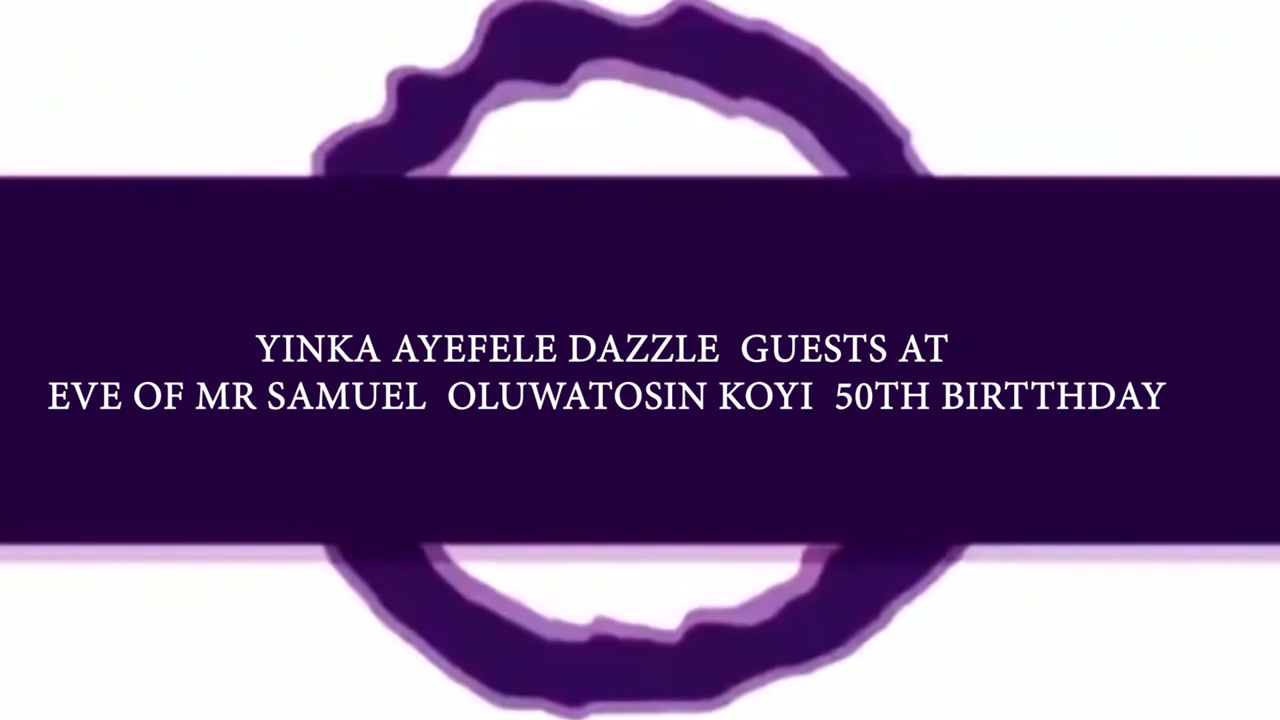 YINKA AYEFELE DAZZLE GUESTS AT
EVE OF MR SAMUEL OLUWATOSIN KOYI 50TH BIRTTHDAY